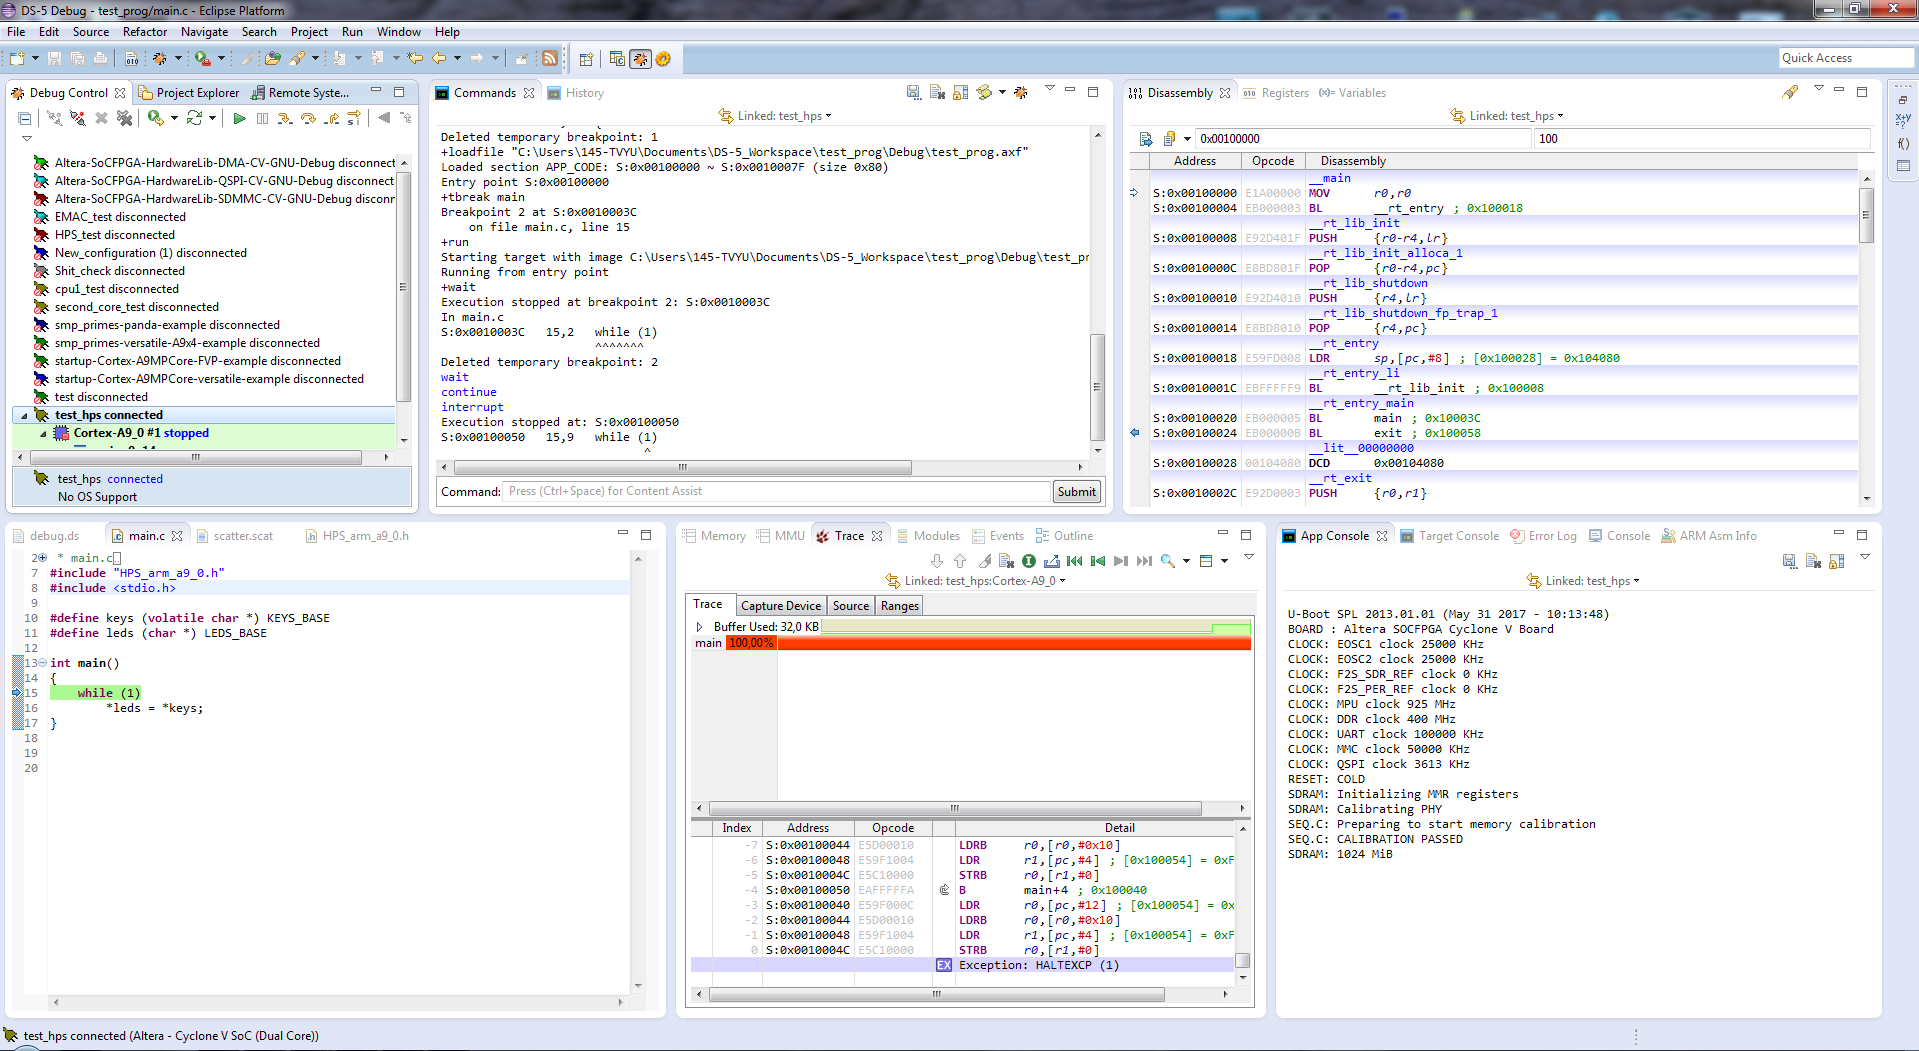 DS-5 Debug - test_prog/main.c - Eclipse Platform
File Edit Source Refactor Navigate Search Project Run Window Help
Quick Access
Debug Control Project Explorer Remote Syste...
Altera-SoCFPGA-HardwareLib-DMA-CV-GNU-Debug disconnect
Altera-SoCFPGA-HardwareLib-QSPI-CV-GNU-Debug disconnect
Altera-SoCFPGA-HardwareLib-SDMMC-CV-GNU-Debug disconr
EMAC_test disconnected
HPS_test disconnected
New_configuration (1) disconnected
Shit_check disconnected
cpu1_test disconnected
second_core_test disconnected
smp_primes-panda-example disconnected
smp_primes-versatile-A9x4-example disconnected
startup-Cortex-A9MPCore-FVP-example disconnected
startup-Cortex-A9MPCore-versatile-example disconnected
test disconnected
test_hps connected
Cortex-A9_0 #1 stopped
test_hps connected
No OS Support
Commands History
Linked: test_hps
Deleted temporary breakpoint: 1
+loadfile "C:\Users\145-TVYU\Documents\DS-5_Workspace\test_prog\Debug\test_prog.axf"
Loaded section APP_CODE: S:0x00100000 ~ S:0x0010007F (size 0x80)
Entry point S:0x00100000
+tbreak main
Breakpoint 2 at S:0x0010003C
on file main.c, line 15
+run
Starting target with image C:\Users\145-TVYU\Documents\DS-5_Workspace\test_prog\Debug\test_pr
Running from entry point
+wait
Execution stopped at breakpoint 2: S:0x0010003C
In main.c
S:0x0010003C 15,2 while (1)
^^^^^^^
Deleted temporary breakpoint: 2
wait
continue
interrupt
Execution stopped at: S:0x00100050
S:0x00100050 15,9 while (1)
^
Command: Press (Ctrl+Space) for Content Assist Submit
Disassembly Registers Variables
Linked: test_hps
0x00100000 100
Address Opcode Disassembly
__main
S:0x00100000 E1A00000 MOV r0,r0
S:0x00100004 EB000003 BL __rt_entry ; 0x100018
__rt_lib_init
S:0x00100008 E92D401F PUSH {r0-r4,lr}
__rt_lib_init_alloca_1
S:0x0010000C E8BD801F POP {r0-r4,pc}
__rt_lib_shutdown
S:0x00100010 E92D4010 PUSH {r4,lr}
__rt_lib_shutdown_fp_trap_1
S:0x00100014 E8BD8010 POP {r4,pc}
__rt_entry
S:0x00100018 E59FD008 LDR sp,[pc,#8] ; [0x100028] = 0x104080
__rt_entry_li
S:0x0010001C EBFFFFF9 BL __rt_lib_init ; 0x100008
__rt_entry_main
S:0x00100020 EB000005 BL main ; 0x10003C
S:0x00100024 EB00000B BL exit ; 0x100058
__lit__00000000
S:0x00100028 00104080 DCD 0x00104080
__rt_exit
S:0x0010002C E92D0003 PUSH {r0,r1}
debug.ds main.c scatter.scat HPS_arm_a9_0.h
2 * main.c
7 #include "HPS_arm_a9_0.h"
8 #include <stdio.h>
9
10 #define keys (volatile char *) KEYS_BASE
11 #define leds (char *) LEDS_BASE
12
13 int main()
14 {
15 while (1)
16 *leds = *keys;
17 }
18
19
20
Memory MMU Trace Modules Events Outline
Linked: test_hps:Cortex-A9_0
Trace Capture Device Source Ranges
Buffer Used: 32,0 KB
main 100,00%
Index Address Opcode Detail
-7 S:0x00100044 E5D00010 LDRB r0,[r0,#0x10]
-6 S:0x00100048 E59F1004 LDR r1,[pc,#4] ; [0x100054] = 0xF
-5 S:0x0010004C E5C10000 STRB r0,[r1,#0]
-4 S:0x00100050 EAFFFFFA B main+4 ; 0x100040
-3 S:0x00100040 E59F000C LDR r0,[pc,#12] ; [0x100054] = 0x
-2 S:0x00100044 E5D00010 LDRB r0,[r0,#0x10]
-1 S:0x00100048 E59F1004 LDR r1,[pc,#4] ; [0x100054] = 0xF
0 S:0x0010004C E5C10000 STRB r0,[r1,#0]
EX Exception: HALTEXCP (1)
App Console Target Console Error Log Console ARM Asm Info
Linked: test_hps
U-Boot SPL 2013.01.01 (May 31 2017 - 10:13:48)
BOARD : Altera SOCFPGA Cyclone V Board
CLOCK: EOSC1 clock 25000 KHz
CLOCK: EOSC2 clock 25000 KHz
CLOCK: F2S_SDR_REF clock 0 KHz
CLOCK: F2S_PER_REF clock 0 KHz
CLOCK: MPU clock 925 MHz
CLOCK: DDR clock 400 MHz
CLOCK: UART clock 100000 KHz
CLOCK: MMC clock 50000 KHz
CLOCK: QSPI clock 3613 KHz
RESET: COLD
SDRAM: Initializing MMR registers
SDRAM: Calibrating PHY
SEQ.C: Preparing to start memory calibration
SEQ.C: CALIBRATION PASSED
SDRAM: 1024 MiB
test_hps connected (Altera - Cyclone V SoC (Dual Core))